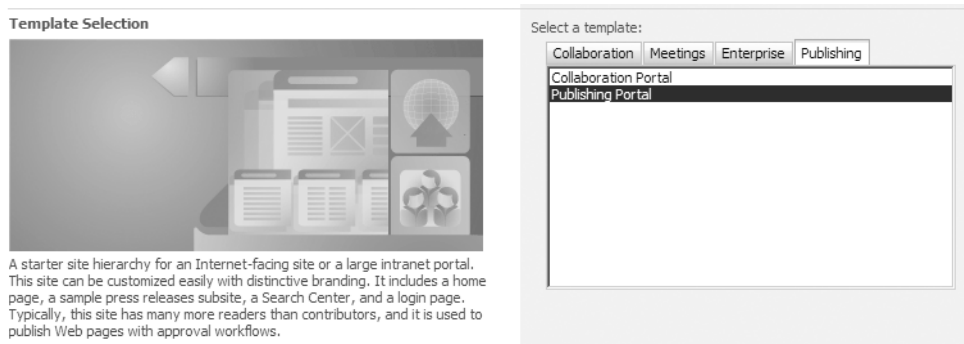 Template Selection
A starter site hierarchy for an Internet-facing site or a large intranet portal.
This site can be customized easily with distinctive branding. It includes a home
page, a sample press releases subsite, a Search Center, and a login page.
Typically, this site has many more readers than contributors, and it is used to
publish Web pages with approval workflows.
Select a template:
Collaboration Meetings Enterprise Publishing
Collaboration Portal
Publishing Portal